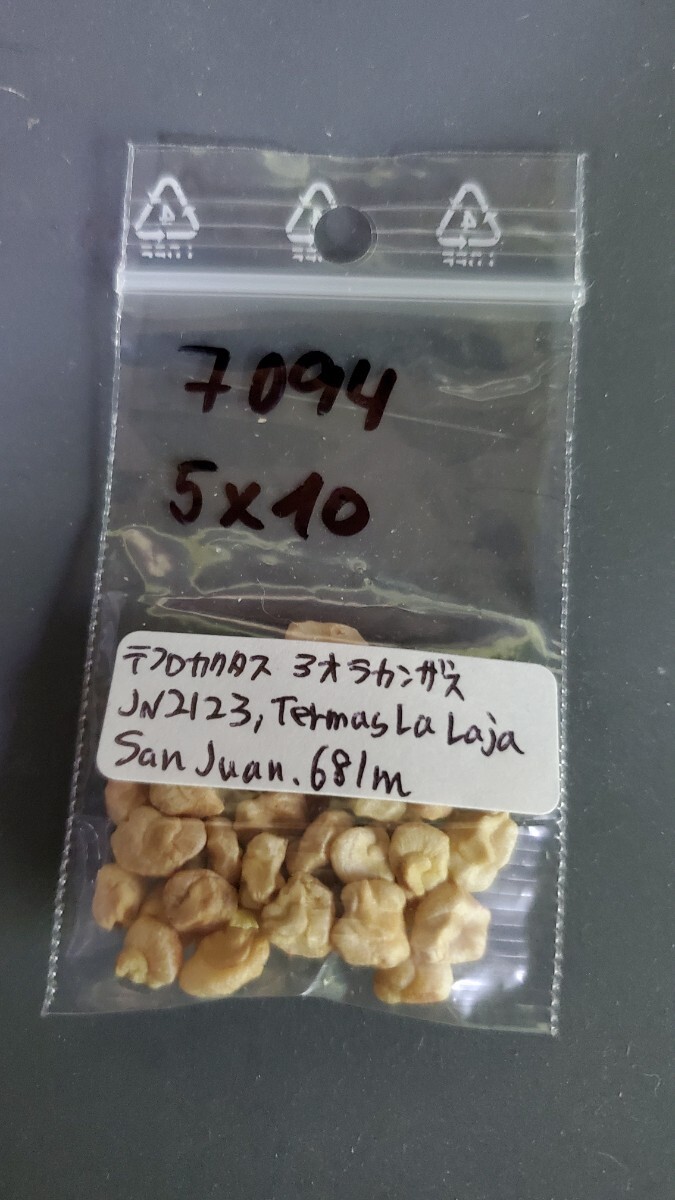 7094
5x10
テフロカクタス ヨオラカンザス
JN2123, Termas La Laja
San Juan. 681m